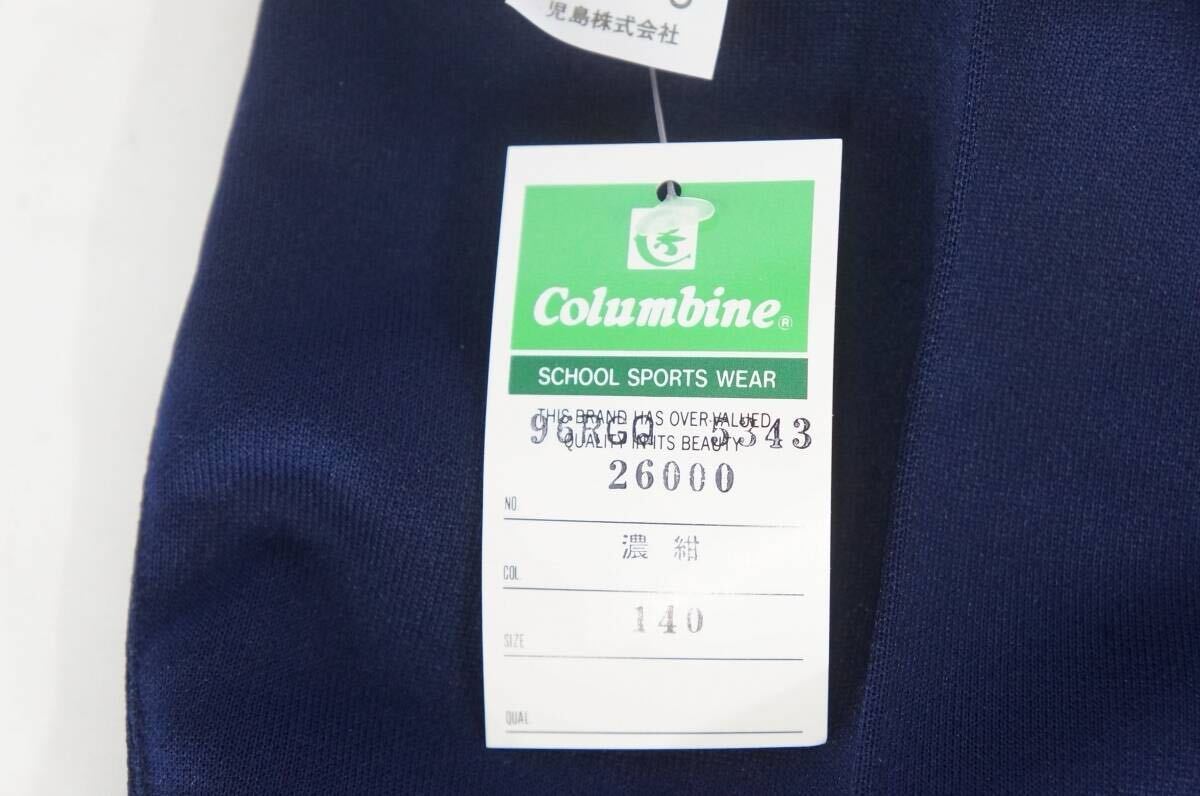 児島株式会社
Columbine®
SCHOOL SPORTS WEAR
THIS BRAND HAS OVER-VALUED
96RGQ 5343
QUALITY IN ITS BEAUTY
26000
NO.
濃紺
COL.
140
SIZE
QUAL.